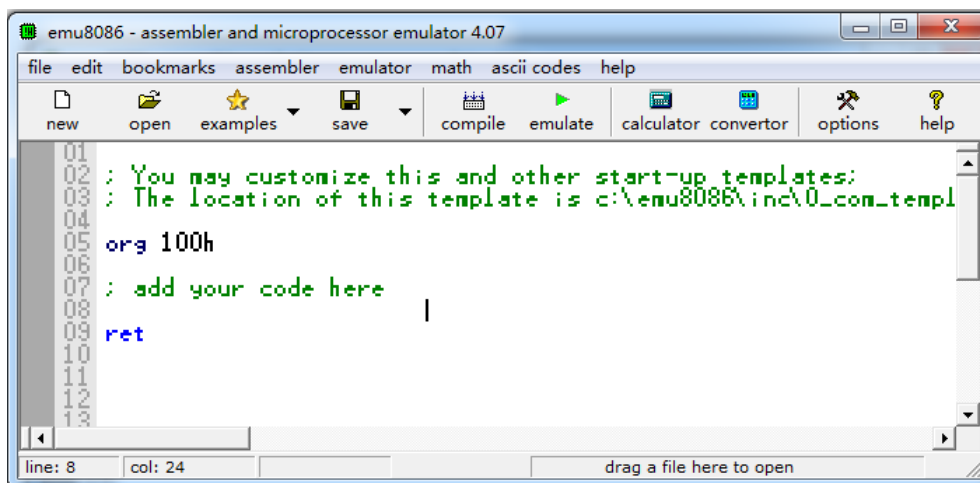 emu8086 - assembler and microprocessor emulator 4.07
file edit bookmarks assembler emulator math ascii codes help
new open examples save compile emulate calculator convertor options help
01
02 ; You may customize this and other start-up templates;
03 ; The location of this template is c:\emu8086\inc\0_com_templ
04
05 org 100h
06
07 ; add your code here
08
09 ret
10
11
12
13
line: 8 col: 24 drag a file here to open